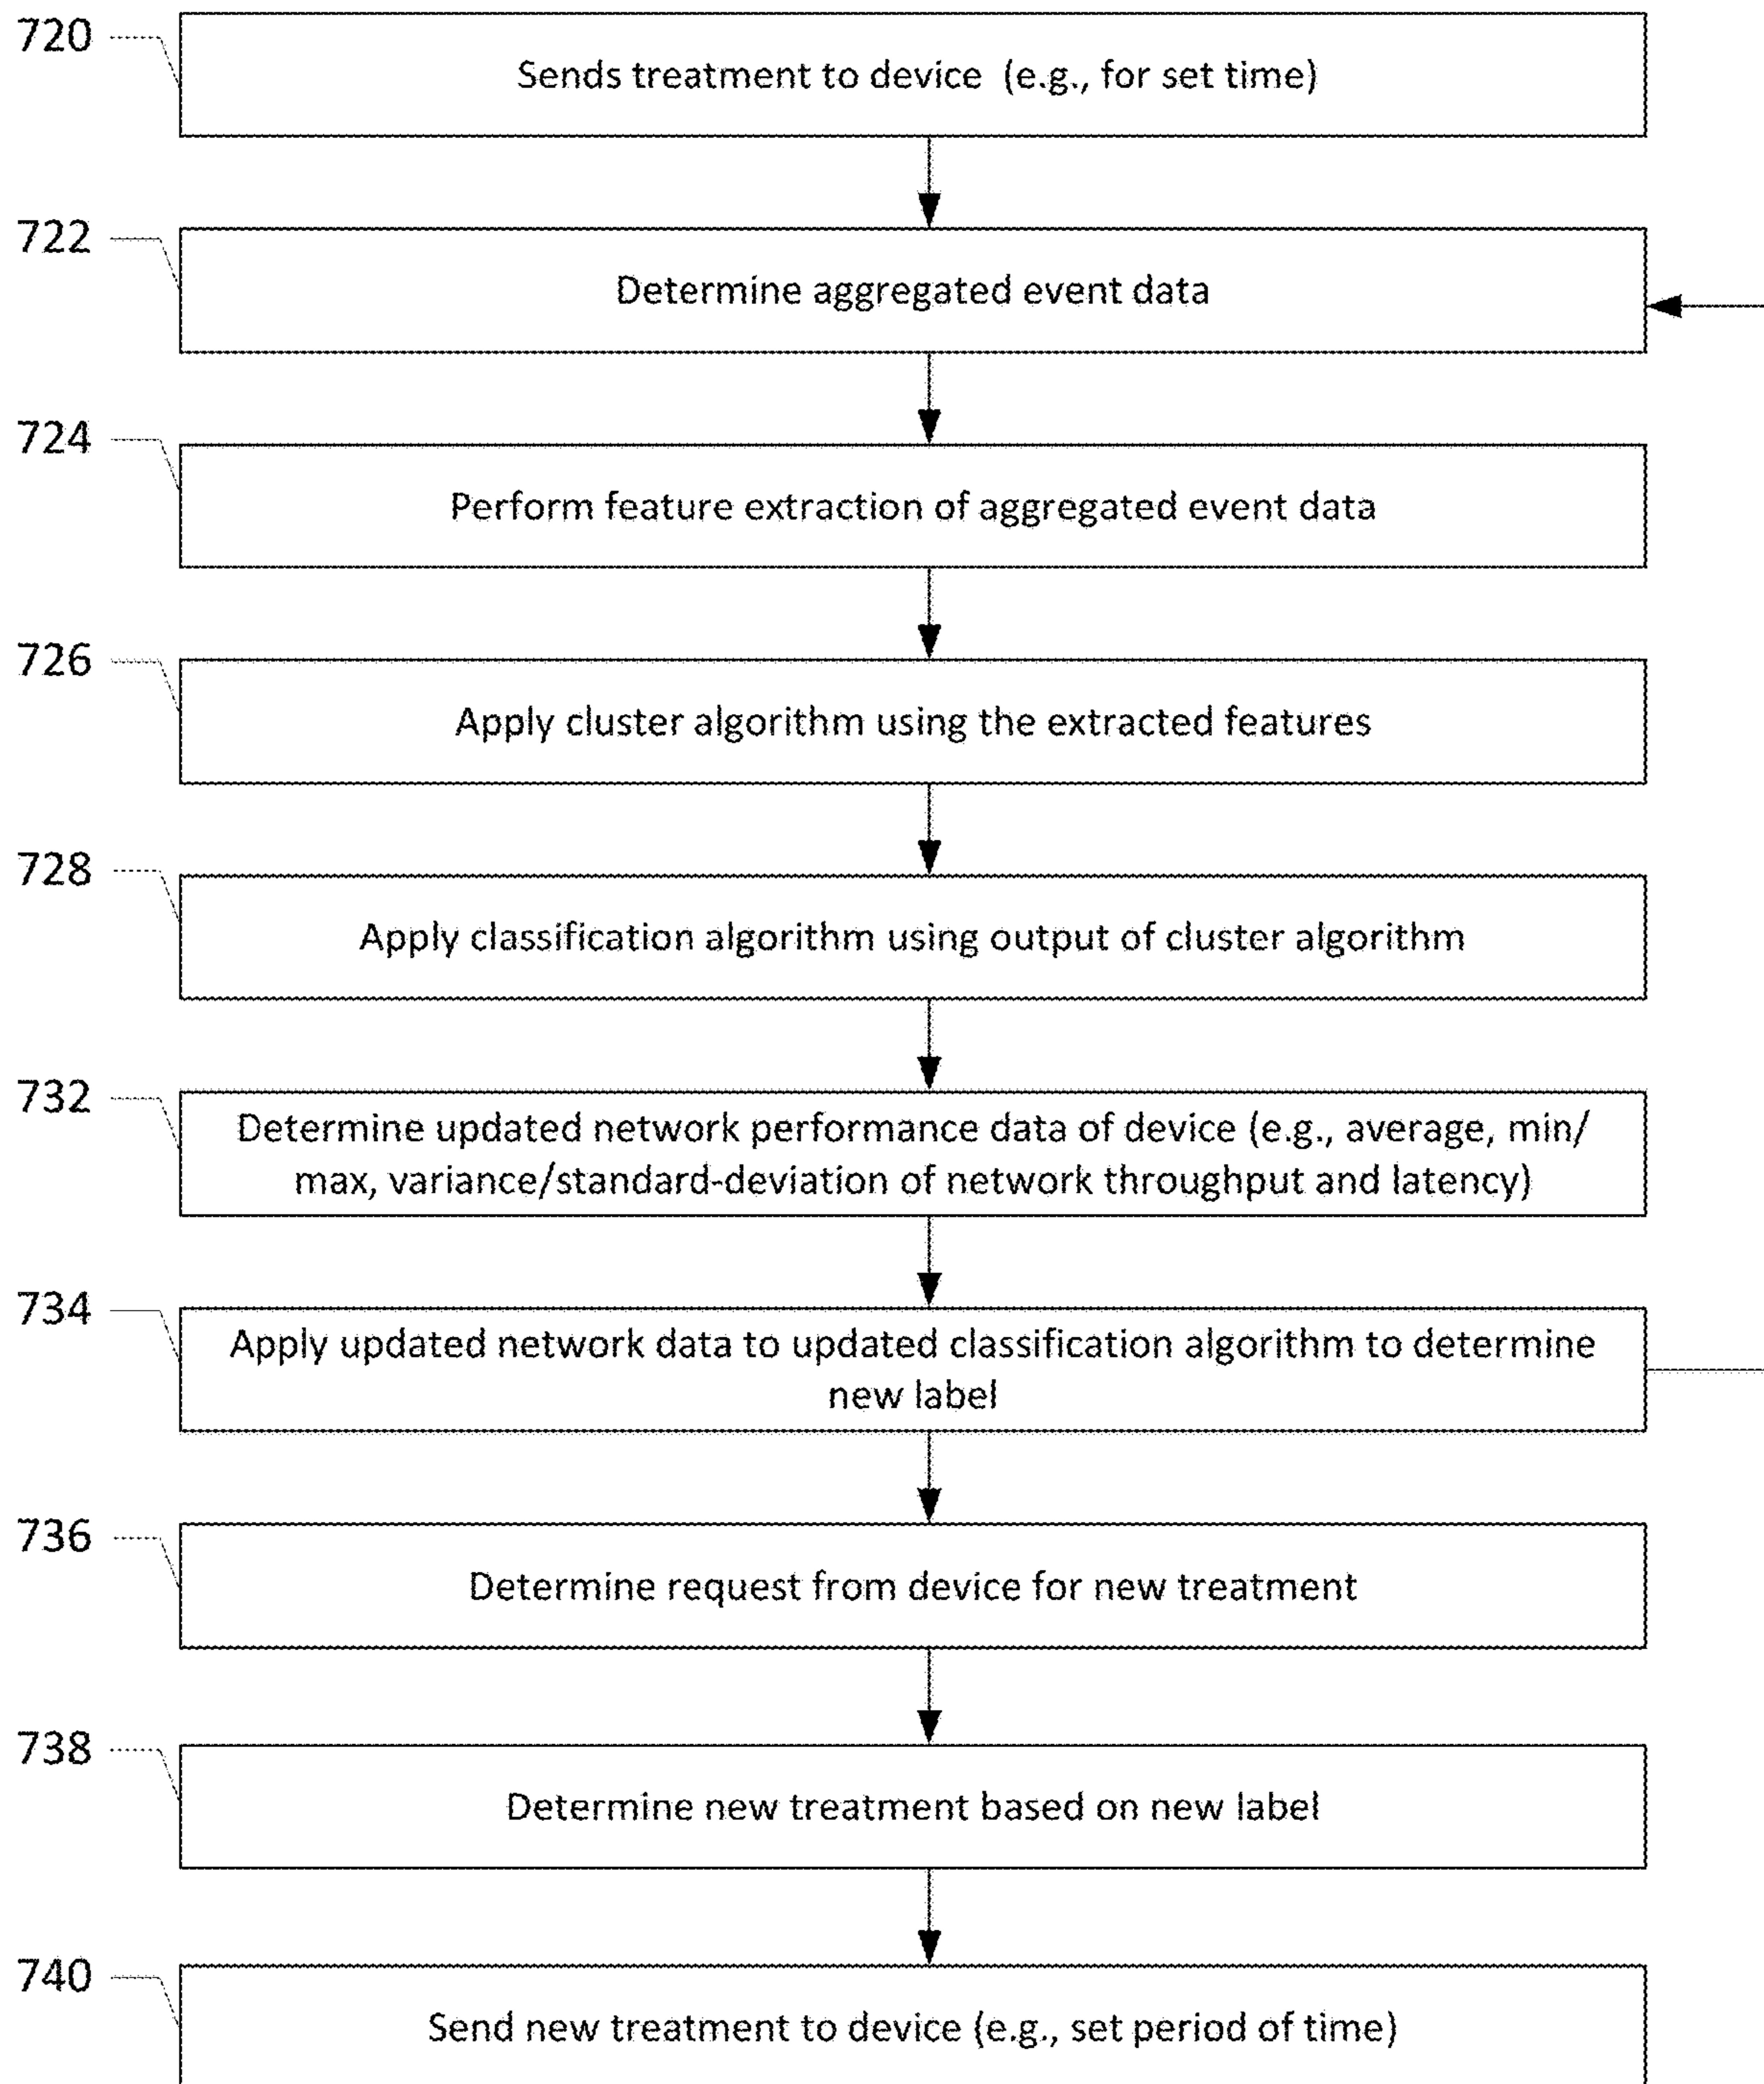 720
Sends treatment to device (e.g., for set time)
722
Determine aggregated event data
724
Perform feature extraction of aggregated event data
726
Apply cluster algorithm using the extracted features
728
Apply classification algorithm using output of cluster algorithm
732
Determine updated network performance data of device (e.g., average, min/
max, variance/standard-deviation of network throughput and latency)
734
Apply updated network data to updated classification algorithm to determine
new label
736
Determine request from device for new treatment
738
Determine new treatment based on new label
740
Send new treatment to device (e.g., set period of time)